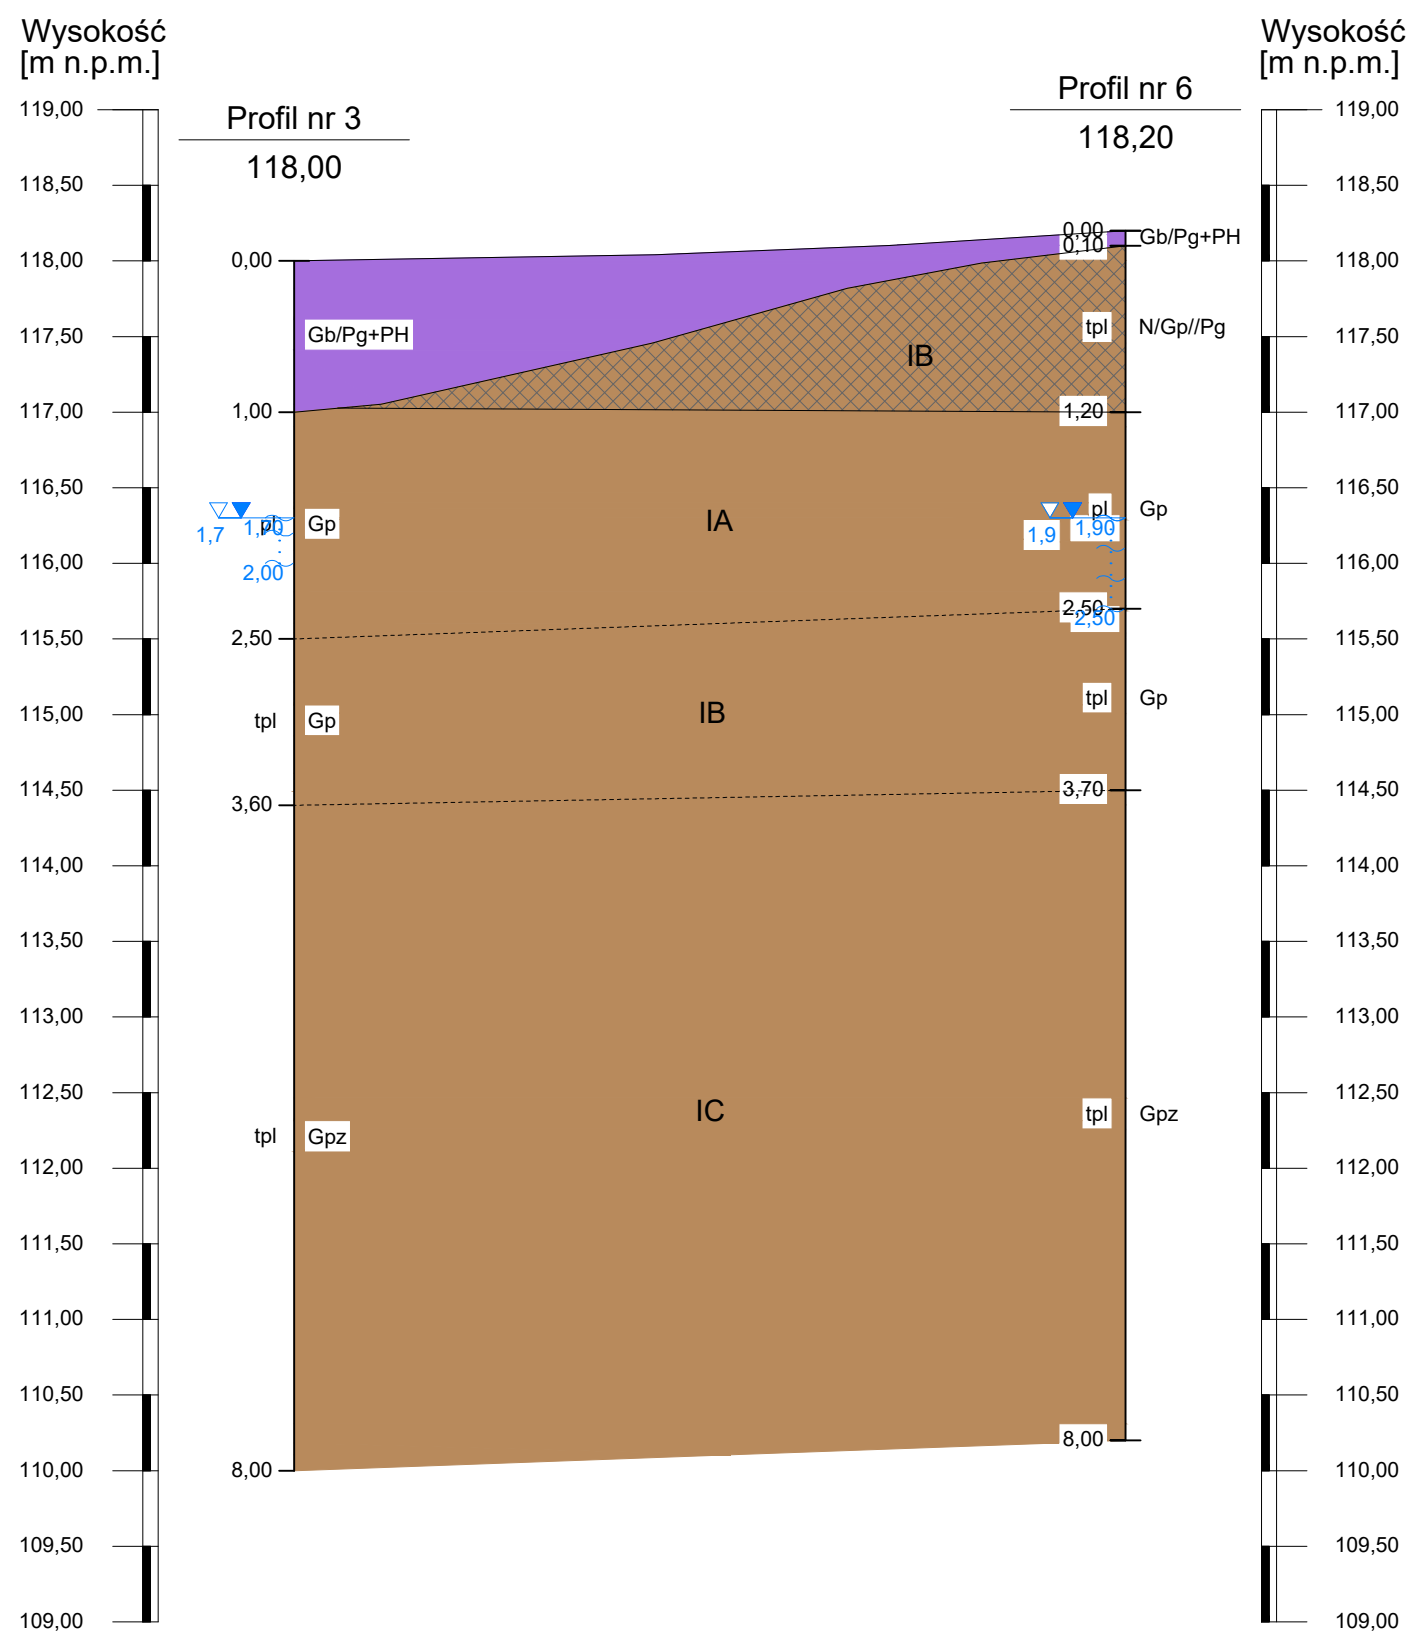 Wysokość
[m n.p.m.]
Wysokość
[m n.p.m.]
Profil nr 3
118,00
Profil nr 6
118,20
119,00
118,50
118,00
117,50
117,00
116,50
116,00
115,50
115,00
114,50
114,00
113,50
113,00
112,50
112,00
111,50
111,00
110,50
110,00
109,50
109,00
0,00
Gb/Pg+PH
1,00
1,7
1,70
pl
Gp
2,00
2,50
tpl
Gp
3,60
tpl
Gpz
8,00
IB
IA
IB
IC
0,00
0,10
Gb/Pg+PH
tpl
N/Gp//Pg
1,20
pl
Gp
1,9
1,90
2,50
2,50
tpl
Gp
3,70
tpl
Gpz
8,00
119,00
118,50
118,00
117,50
117,00
116,50
116,00
115,50
115,00
114,50
114,00
113,50
113,00
112,50
112,00
111,50
111,00
110,50
110,00
109,50
109,00